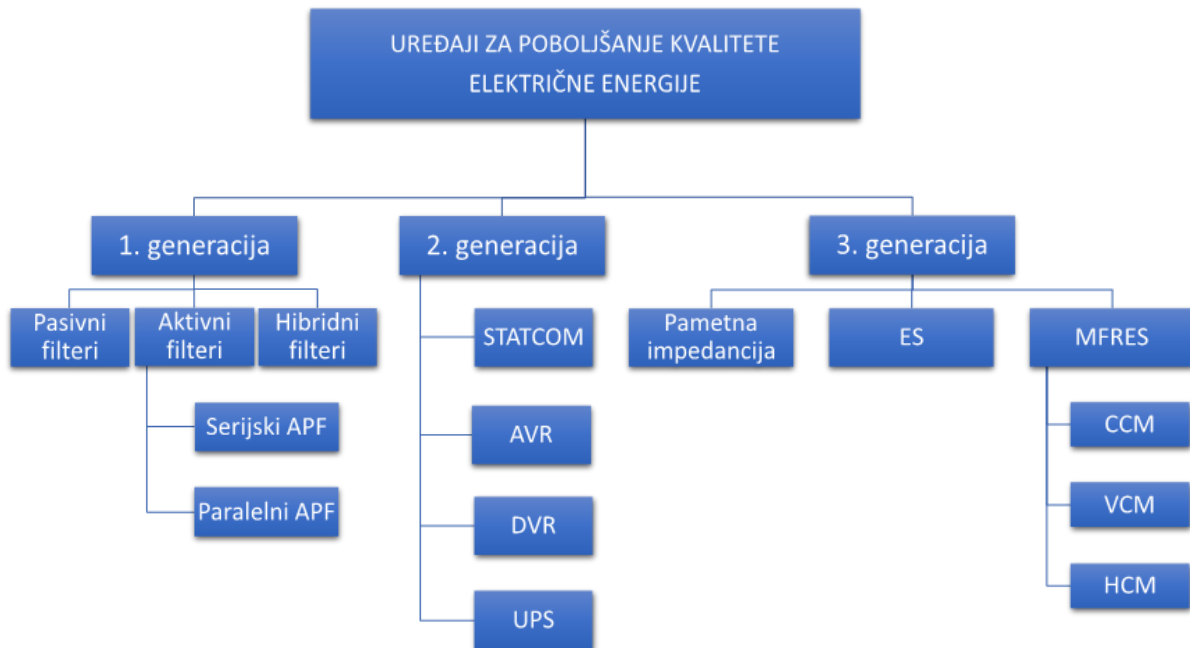 UREĐAJI ZA POBOLJŠANJE KVALITETE
ELEKTRIČNE ENERGIJE
1. generacija
2. generacija
3. generacija
Pasivni
filteri
Aktivni
filteri
Hibridni
filteri
Serijski APF
Paralelni APF
STATCOM
AVR
DVR
UPS
Pametna
impedancija
ES
MFRES
CCM
VCM
HCM